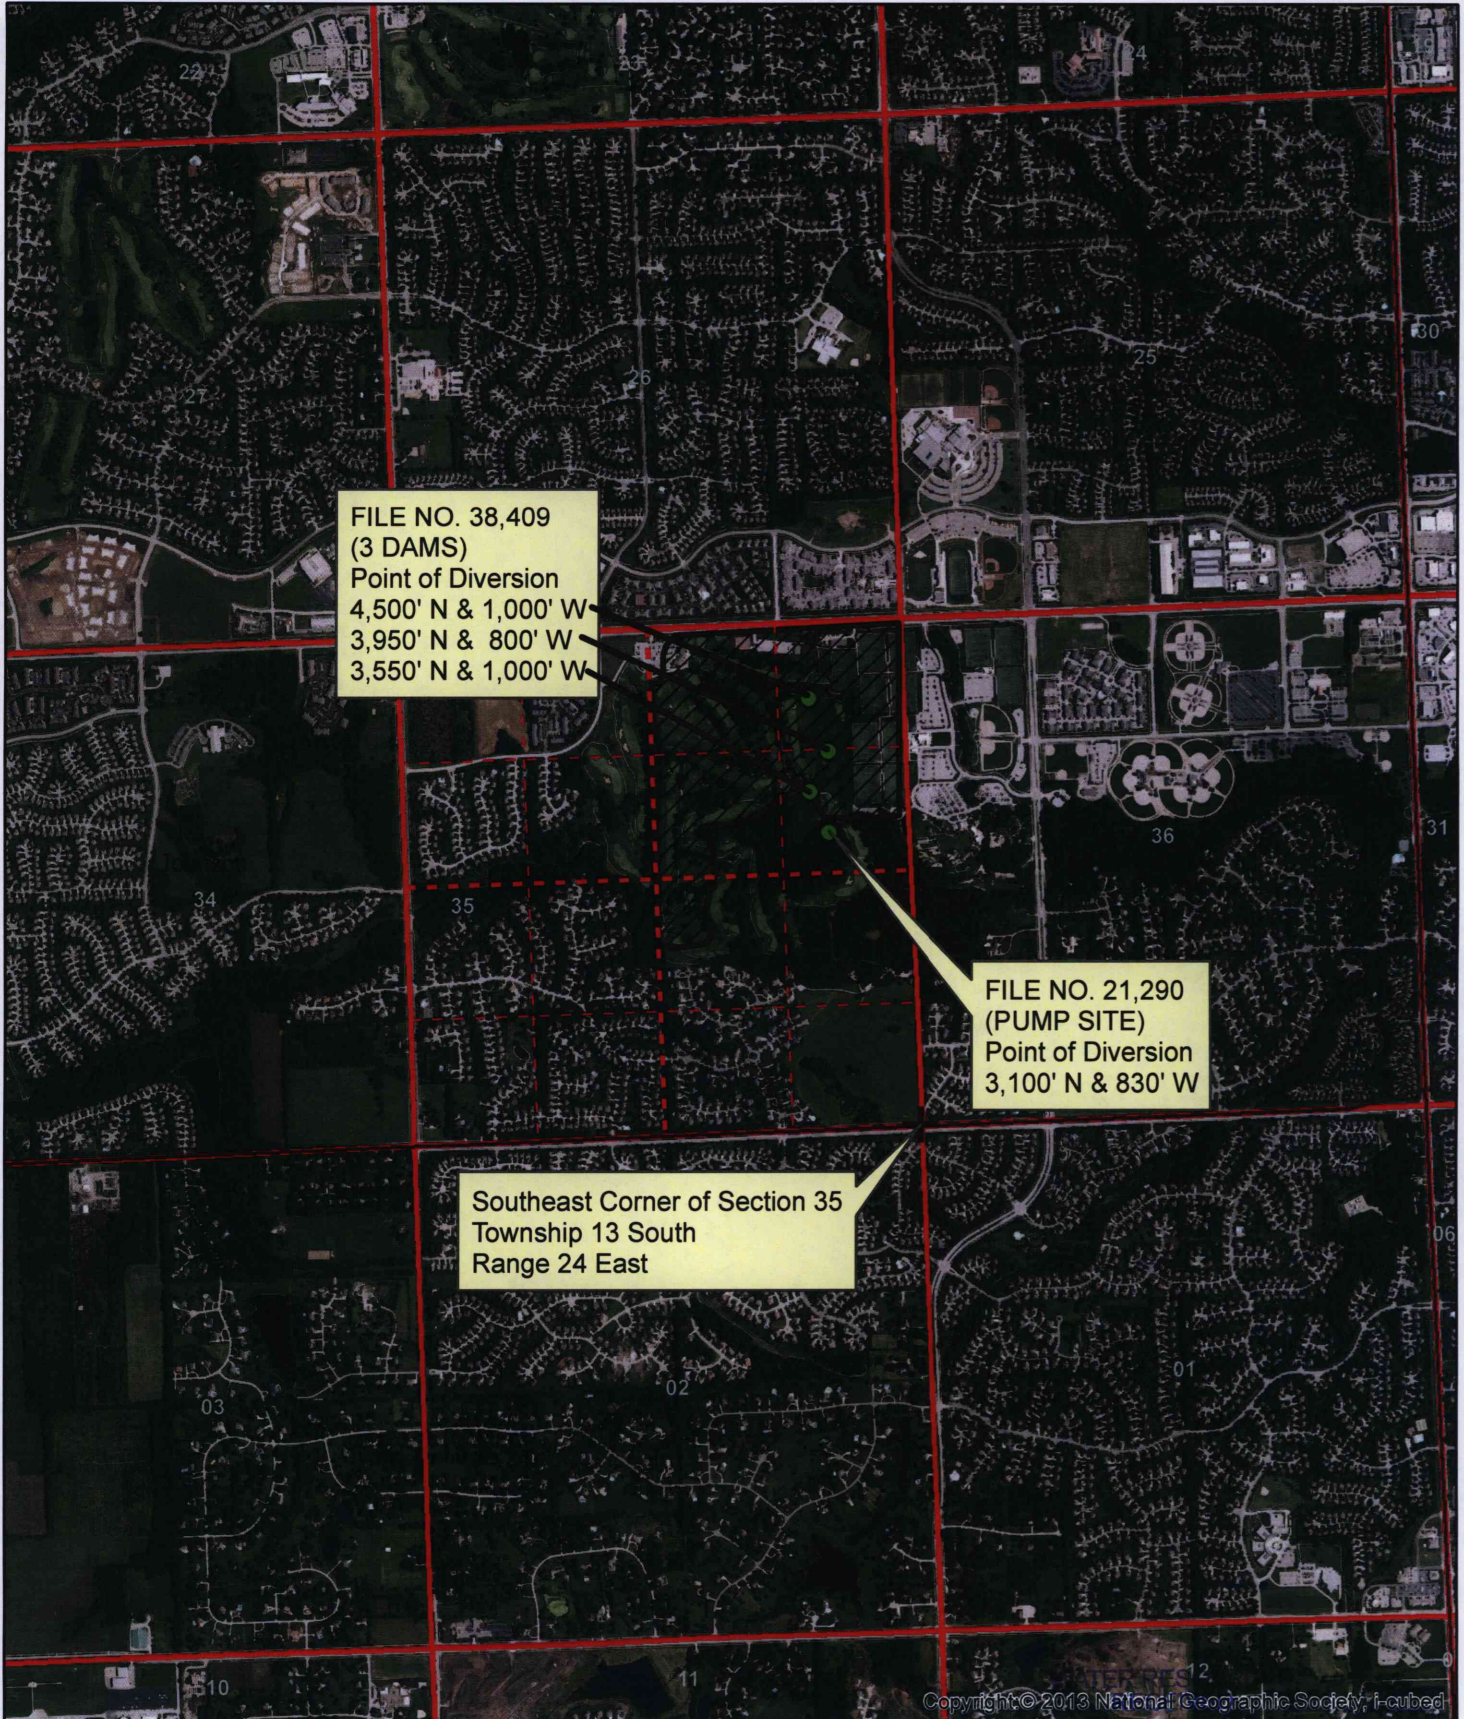 22
23
24
19
30
25
26
27
FILE NO. 38,409
(3 DAMS)
Point of Diversion
4,500' N & 1,000' W
3,950' N & 800' W
3,550' N & 1,000' W
36
31
34
35
FILE NO. 21,290
(PUMP SITE)
Point of Diversion
3,100' N & 830' W
Southeast Corner of Section 35
Township 13 South
Range 24 East
06
01
02
03
10
11
12
Copyright:© 2013 National Geographic Society, i-cubed